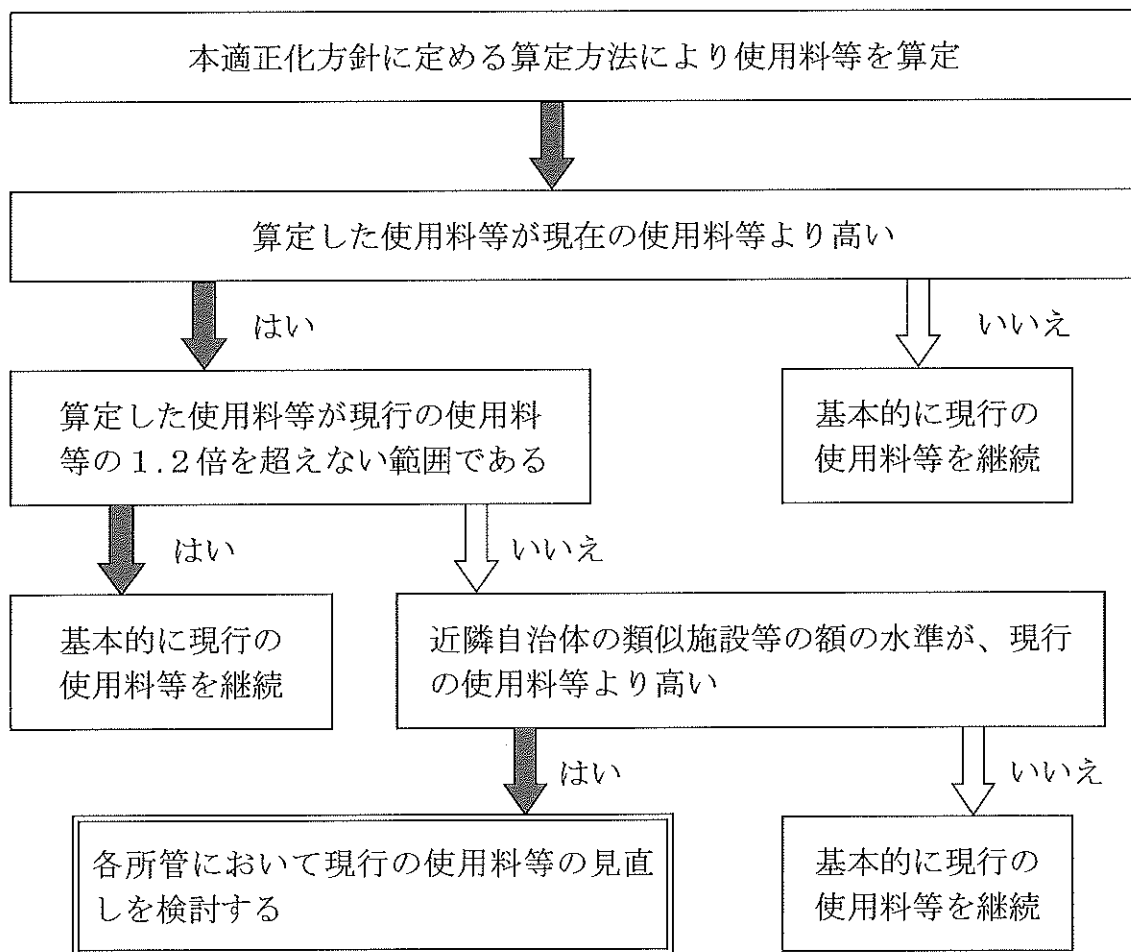 本適正化方針に定める算定方法により使用料等を算定
算定した使用料等が現在の使用料等より高い
はい
いいえ
算定した使用料等が現行の使用料
等の1.2倍を超えない範囲である
基本的に現行の
使用料等を継続
はい
いいえ
基本的に現行の
使用料等を継続
近隣自治体の類似施設等の額の水準が、現行
の使用料等より高い
はい
いいえ
各所管において現行の使用料等の見直
しを検討する
基本的に現行の
使用料等を継続